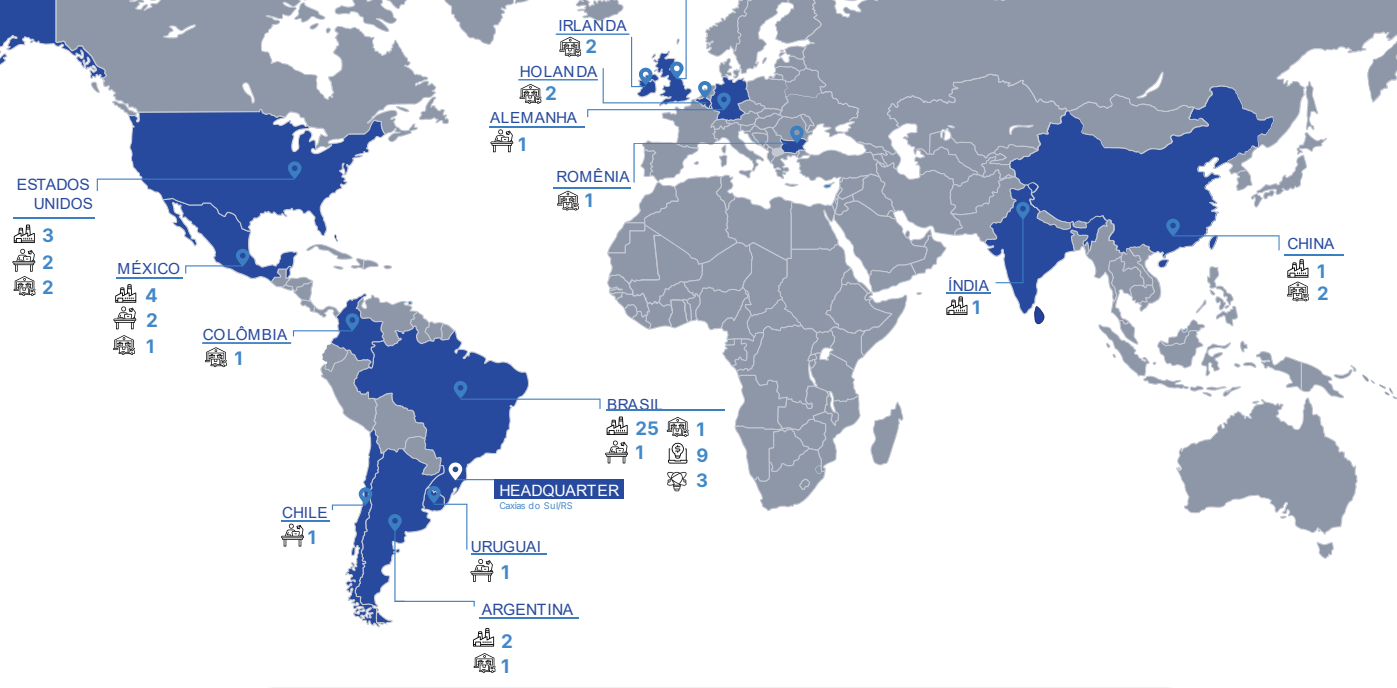 IRLANDA
2
HOLANDA
2
ALEMANHA
1
ROMÊNIA
1
ESTADOS
UNIDOS
3
2
2
MÉXICO
4
2
1
COLÔMBIA
1
CHINA
1
2
ÍNDIA
1
BRASIL
25 1
1 9
3
HEADQUARTER
Caxias do Sul/RS
CHILE
1
URUGUAI
1
ARGENTINA
2
1